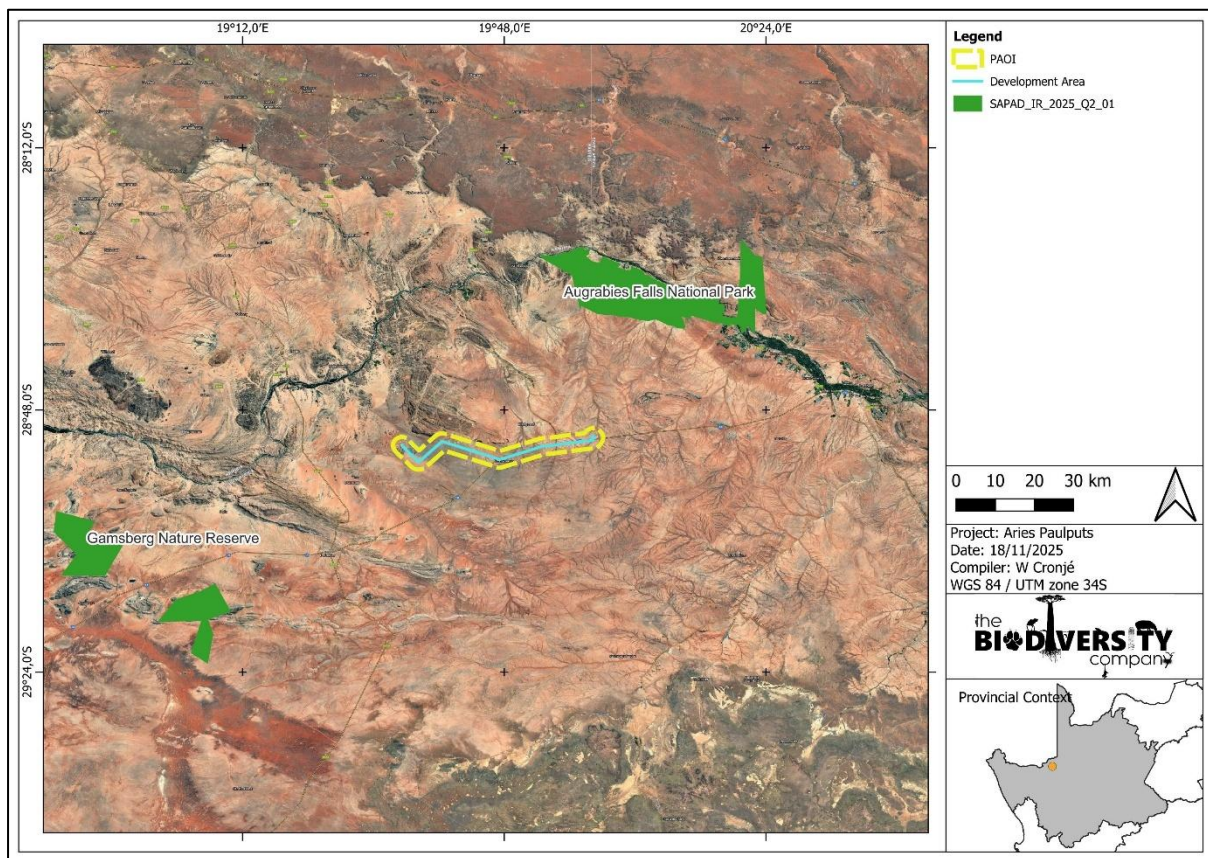 19°12,0'E
19°48,0'E
20°24,0'E
28°12,0'S
28°48,0'S
29°24,0'S
Augrabies Falls National Park
Gamsberg Nature Reserve
Legend
PAOI
Development Area
SAPAD_IR_2025_Q2_01
0 10 20 30 km
Project: Aries Paulputs
Date: 18/11/2025
Compiler: W Cronjé
WGS 84 / UTM zone 34S
the
BIODIVERSITY
company
Provincial Context